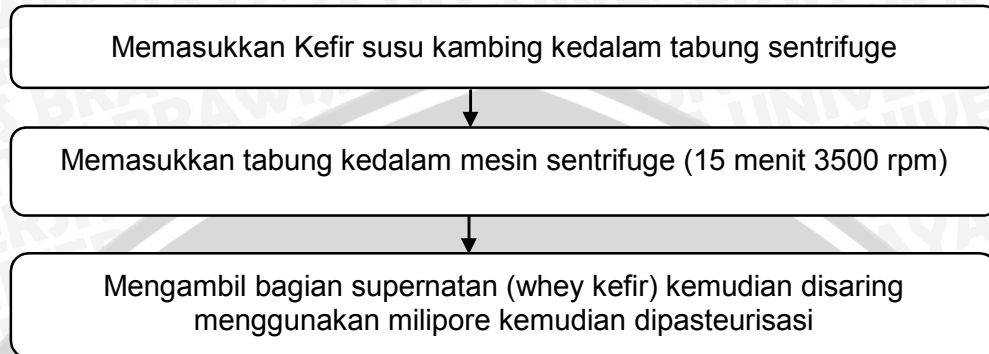 Memasukkan Kefir susu kambing kedalam tabung sentrifuge
Memasukkan tabung kedalam mesin sentrifuge (15 menit 3500 rpm)
Mengambil bagian supernatan (whey kefir) kemudian disaring
menggunakan milipore kemudian dipasteurisasi